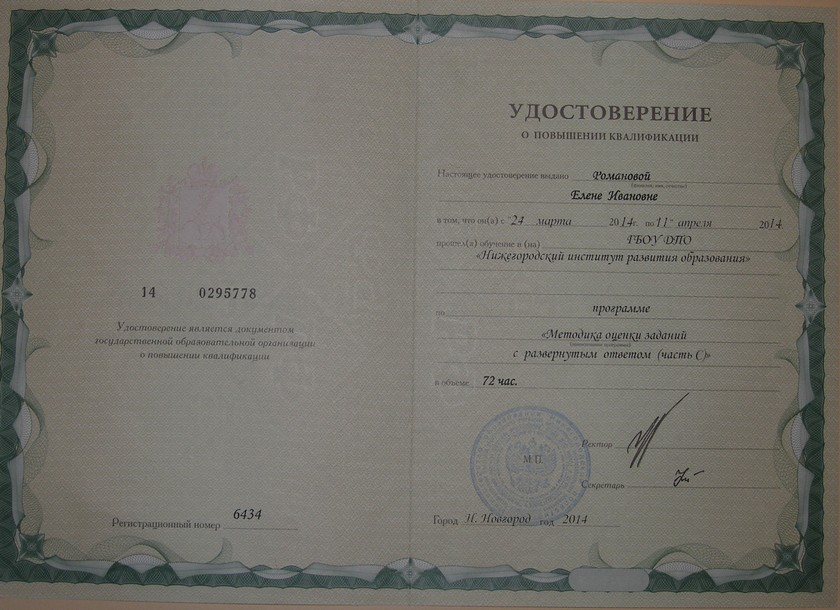 14 0295778
Удостоверение является документом
государственной образовательной организации
о повышении квалификации
Регистрационный номер 6434
УДОСТОВЕРЕНИЕ
О ПОВЫШЕНИИ КВАЛИФИКАЦИИ
Настоящее удостоверение выдано Романовой
(фамилия, имя, отчество)
Елене Ивановне
в том, что он(а) с "24 марта 2014г. по 11" апреля 2014
прошел(а) обучение в (на) ГБОУ ДПО
«Нижегородский институт развития образования»
по программе
«Методика оценки заданий
с развернутым ответом (часть С)»
в объеме 72 час.
Ректор
М.П.
Секретарь
Город Н. Новгород год 2014